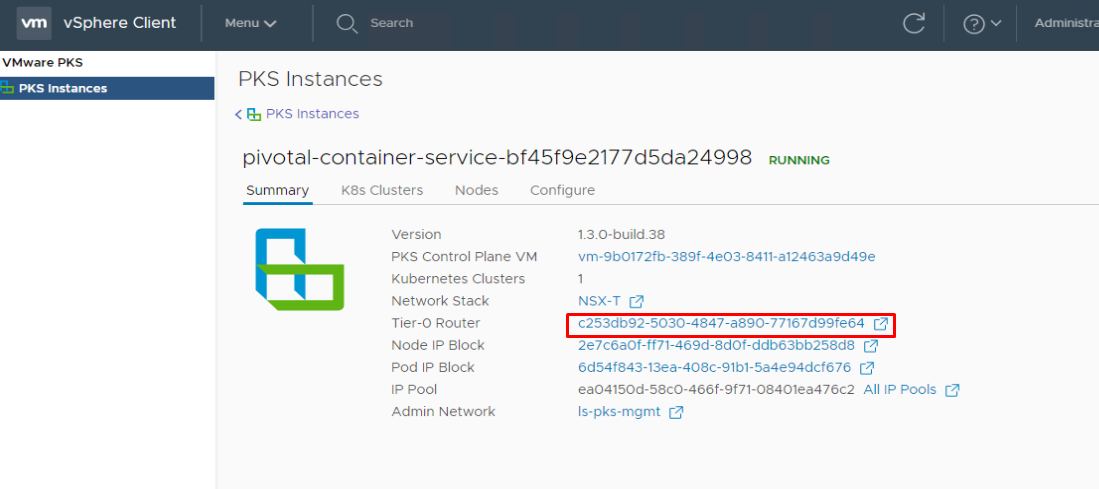 vm vSphere Client Menu Search Administra
VMware PKS
PKS Instances
PKS Instances
PKS Instances
pivotal-container-service-bf45f9e2177d5da24998 RUNNING
Summary K8s Clusters Nodes Configure
Version 1.3.0-build.38
PKS Control Plane VM vm-9b0172fb-389f-4e03-8411-a12463a9d49e
Kubernetes Clusters 1
Network Stack NSX-T
Tier-0 Router c253db92-5030-4847-a890-77167d99fe64
Node IP Block 2e7c6a0f-ff71-469d-8d0f-ddb63bb258d8
Pod IP Block 6d54f843-13ea-408c-91b1-5a4e94dcf676
IP Pool ea04150d-58c0-466f-9f71-08401ea476c2 All IP Pools
Admin Network ls-pks-mgmt